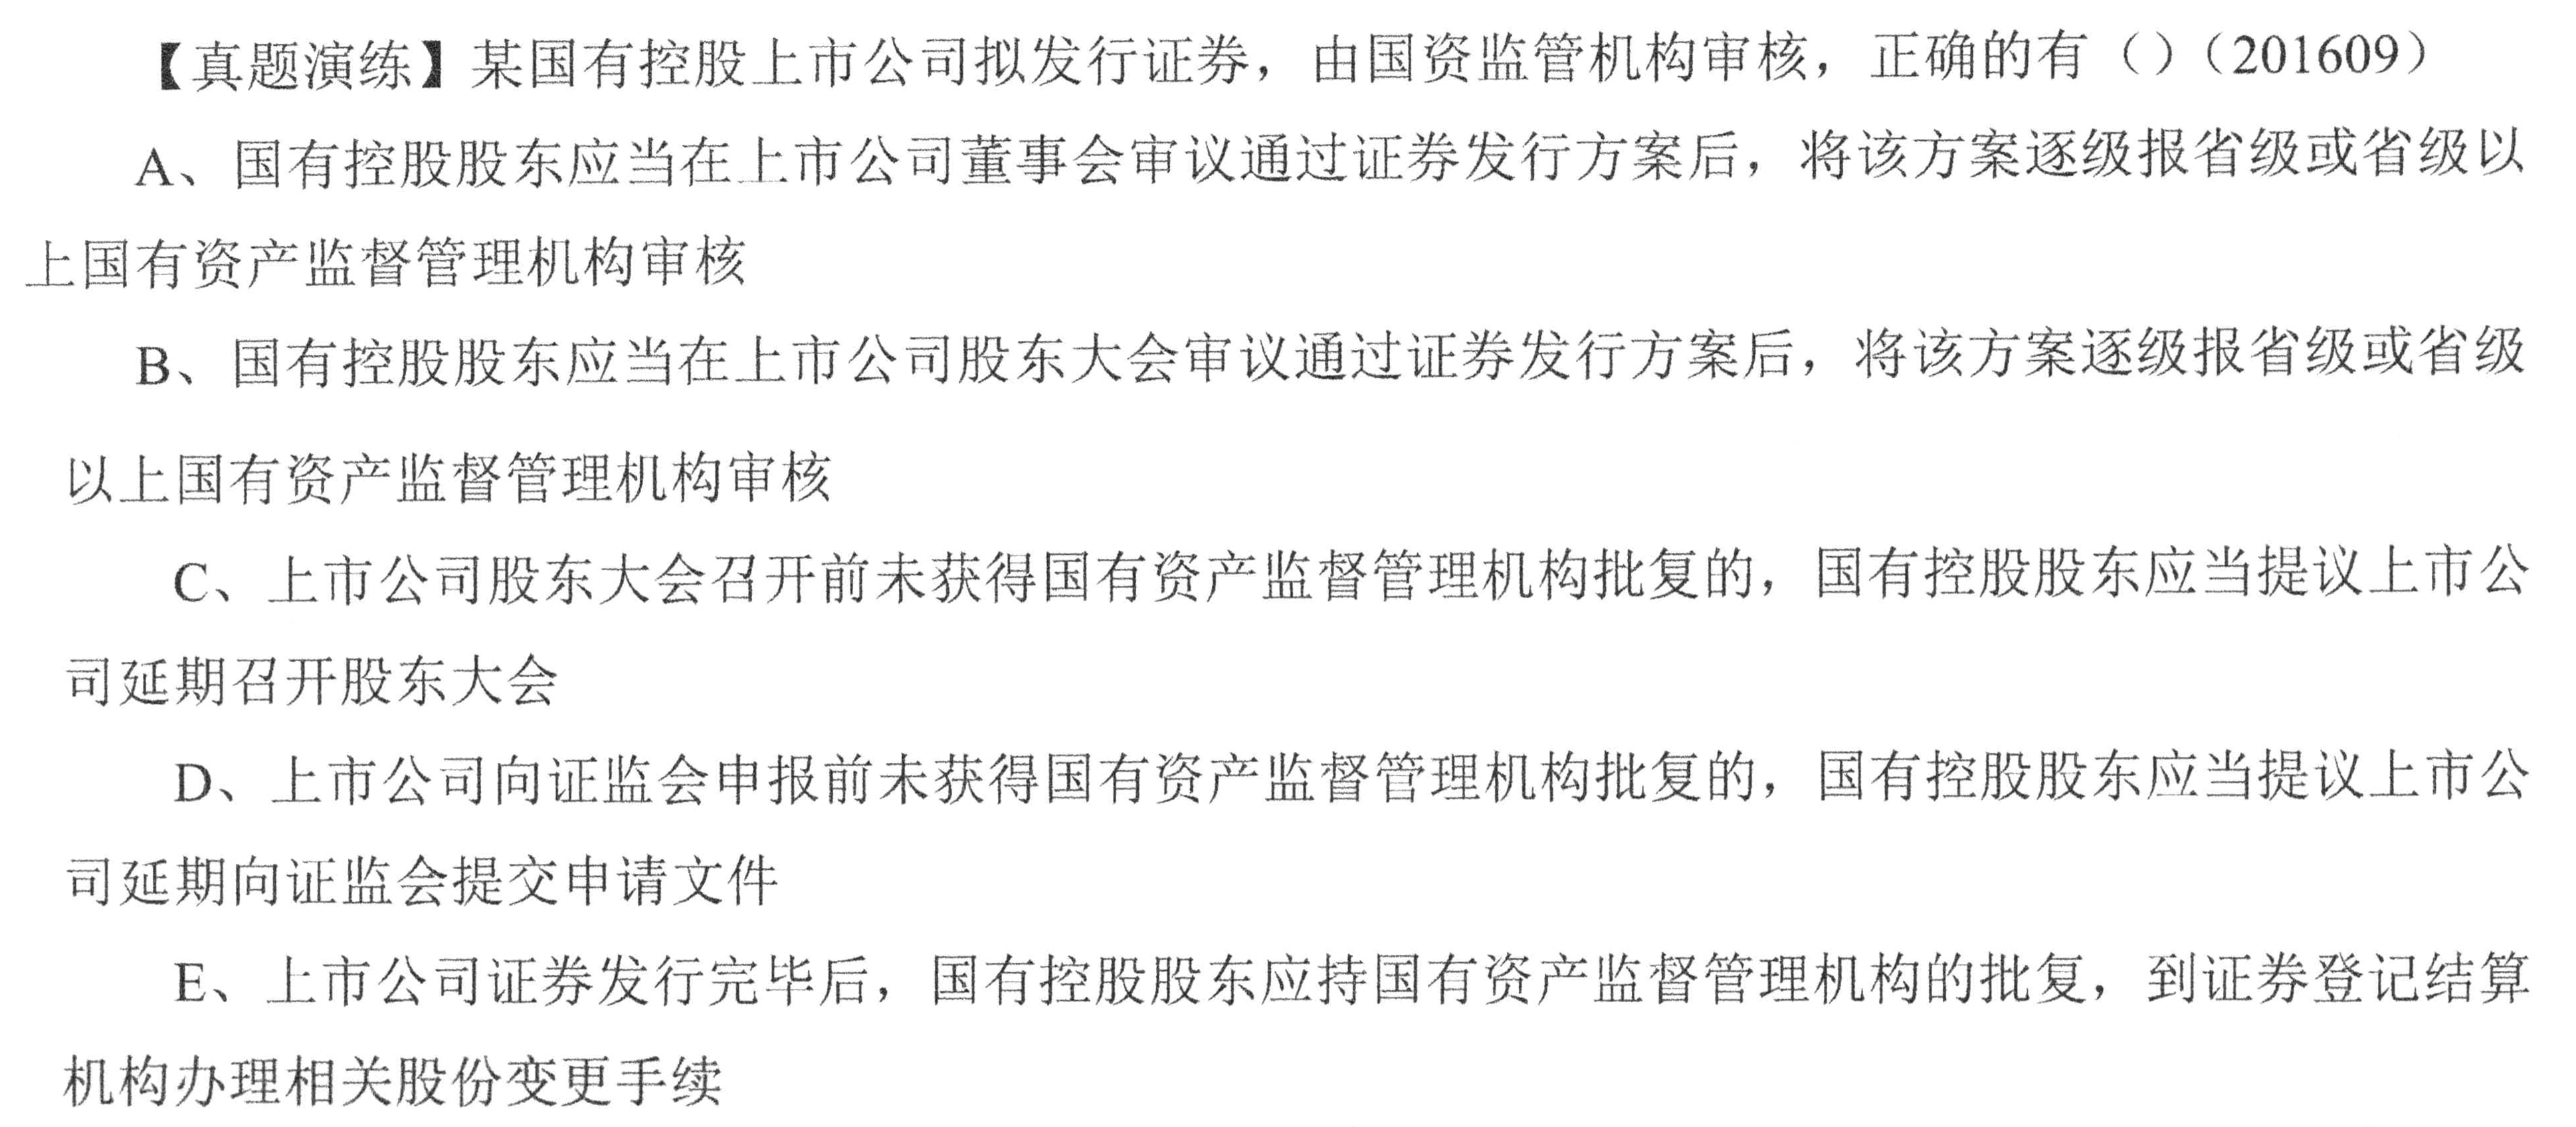 【真题演练】某国有控股上市公司拟发行证券，由国资监管机构审核，正确的有（）（201609）
A、国有控股股东应当在上市公司董事会审议通过证券发行方案后，将该方案逐级报省级或省级以
上国有资产监督管理机构审核
B、国有控股股东应当在上市公司股东大会审议通过证券发行方案后，将该方案逐级报省级或省级
以上国有资产监督管理机构审核
C、上市公司股东大会召开前未获得国有资产监督管理机构批复的，国有控股股东应当提议上市公
司延期召开股东大会
D、上市公司向证监会申报前未获得国有资产监督管理机构批复的，国有控股股东应当提议上市公
司延期向证监会提交申请文件
E、上市公司证券发行完毕后，国有控股股东应持国有资产监督管理机构的批复，到证券登记结算
机构办理相关股份变更手续